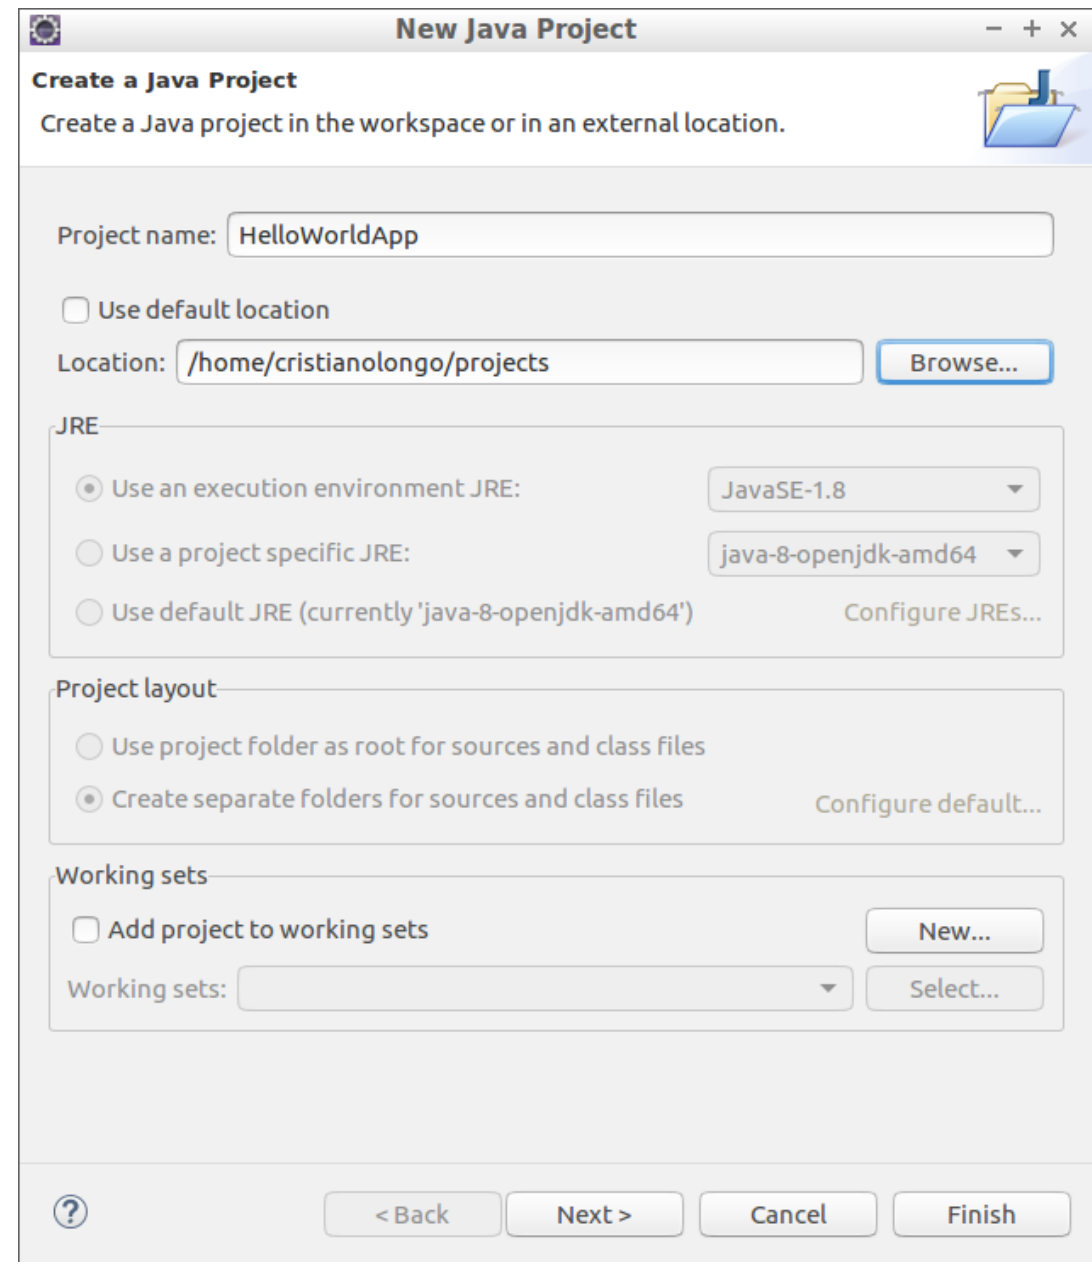 New Java Project
Create a Java Project
Create a Java project in the workspace or in an external location.
Project name: HelloWorldApp
Use default location
Location: /home/cristianolongo/projects Browse...
JRE
Use an execution environment JRE: JavaSE-1.8
Use a project specific JRE: java-8-openjdk-amd64
Use default JRE (currently 'java-8-openjdk-amd64') Configure JREs...
Project layout
Use project folder as root for sources and class files
Create separate folders for sources and class files Configure default...
Working sets
Add project to working sets New...
Working sets: Select...
? < Back Next > Cancel Finish